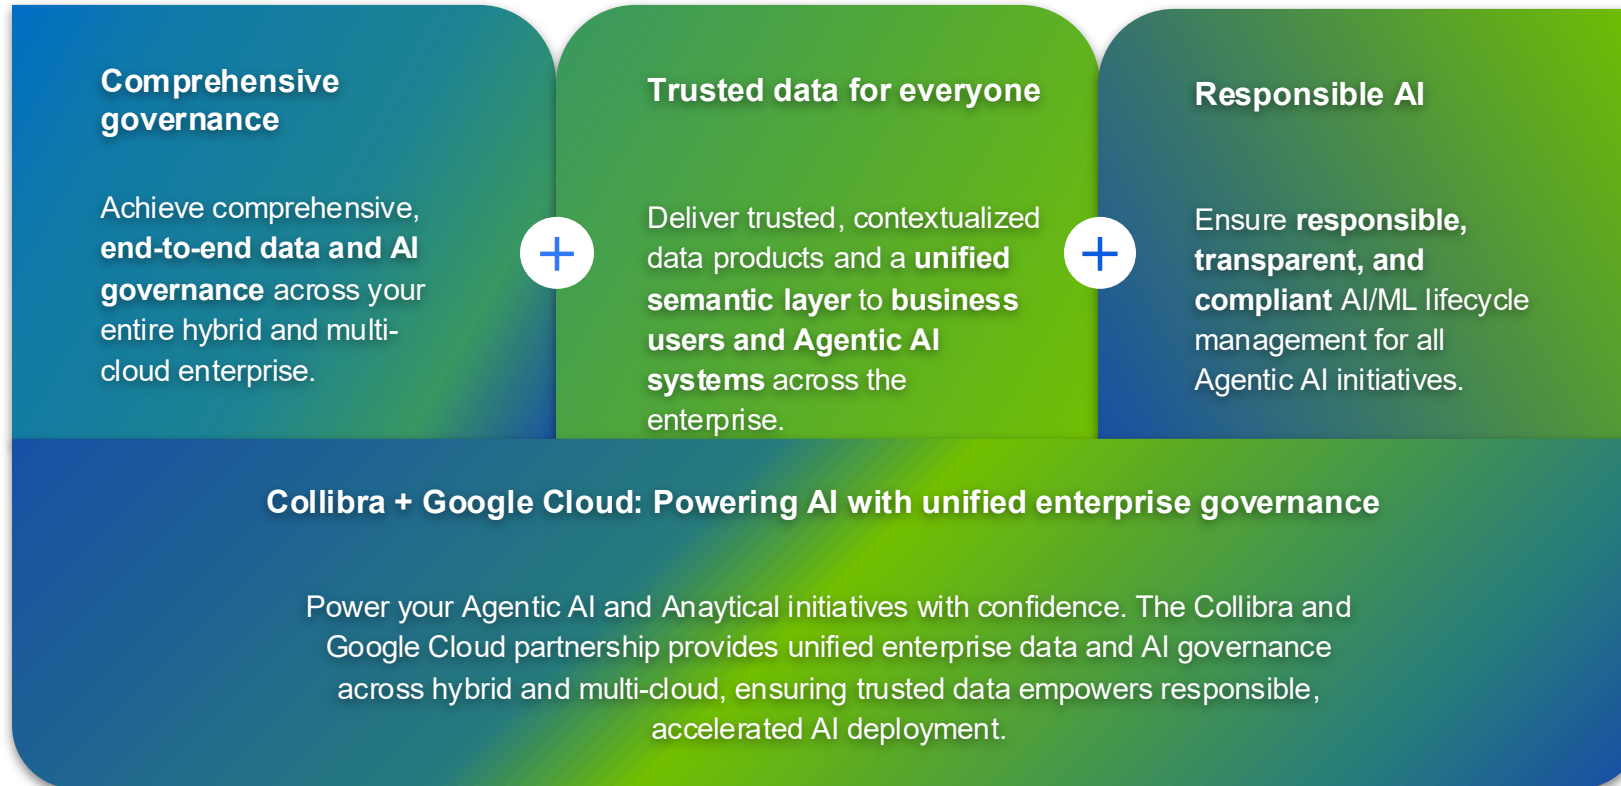 Comprehensive
governance
Achieve comprehensive,
end-to-end data and AI
governance across your
entire hybrid and multi-
cloud enterprise.
Trusted data for everyone
Deliver trusted, contextualized
data products and a unified
semantic layer to business
users and Agentic AI
systems across the
enterprise.
Responsible AI
Ensure responsible,
transparent, and
compliant AI/ML lifecycle
management for all
Agentic AI initiatives.
Collibra + Google Cloud: Powering AI with unified enterprise governance
Power your Agentic AI and Anaytical initiatives with confidence. The Collibra and
Google Cloud partnership provides unified enterprise data and AI governance
across hybrid and multi-cloud, ensuring trusted data empowers responsible,
accelerated AI deployment.